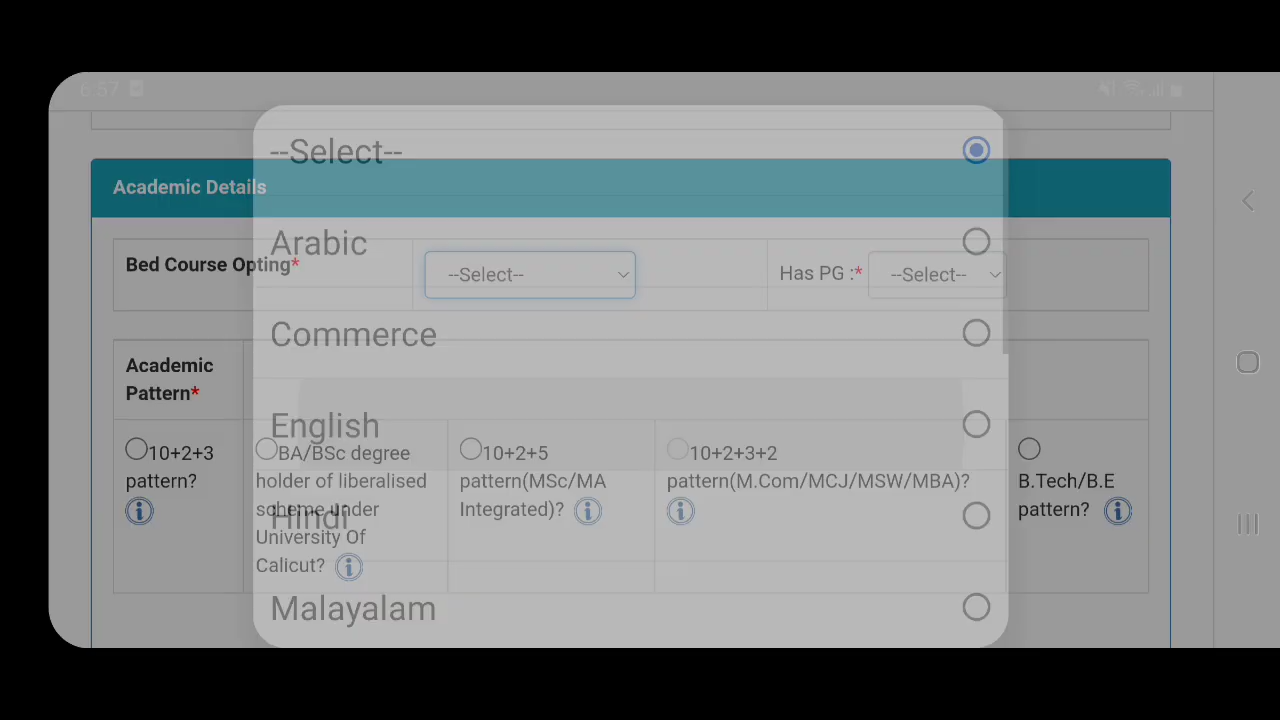 6:57
--Select--
Academic Details
Arabic
Bed Course Opting*
--Select--
Has PG :*
--Select--
Commerce
Academic
Pattern*
English
10+2+3
pattern?
BA/BSc degree
holder of liberalised
scheme under
University Of
Calicut?
10+2+5
pattern(MSc/MA
Integrated)?
10+2+3+2
pattern(M.Com/MCJ/MSW/MBA)?
B.Tech/B.E
pattern?
Hindi
Malayalam